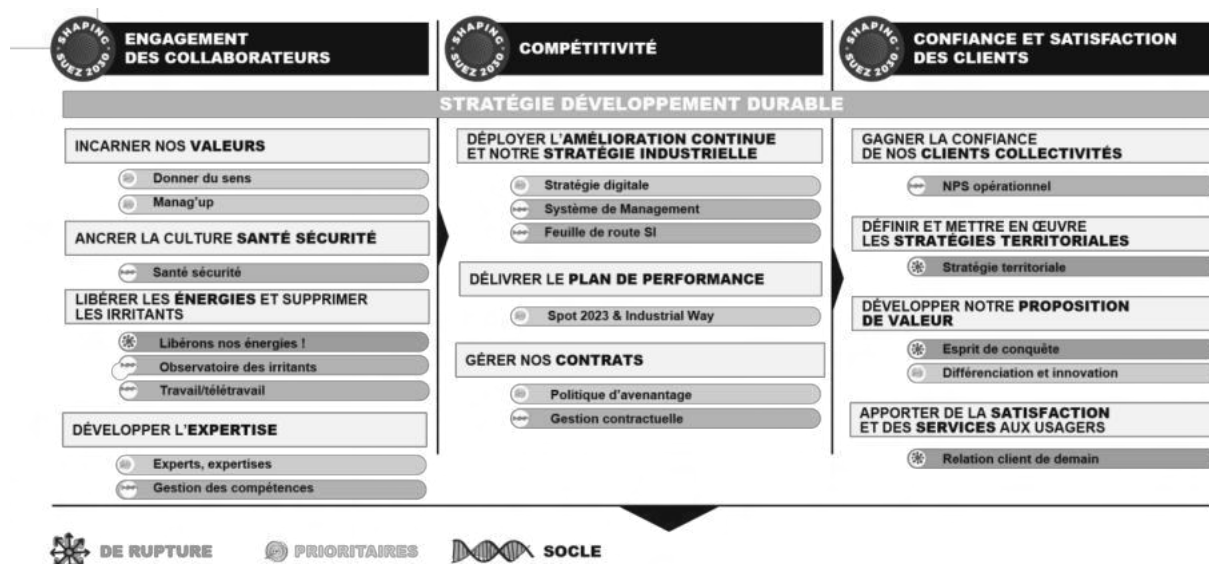 SHAPING SUEZ 2030
ENGAGEMENT
DES COLLABORATEURS
SHAPING SUEZ 2030
COMPÉTITIVITÉ
SHAPING SUEZ 2030
CONFIANCE ET SATISFACTION
DES CLIENTS
STRATÉGIE DÉVELOPPEMENT DURABLE
INCARNER NOS VALEURS
Donner du sens
Manag'up
ANCRER LA CULTURE SANTÉ SÉCURITÉ
Santé sécurité
LIBÉRER LES ÉNERGIES ET SUPPRIMER
LES IRRITANTS
Libérons nos énergies !
Observatoire des irritants
Travail/télétravail
DÉVELOPPER L'EXPERTISE
Experts, expertises
Gestion des compétences
DÉPLOYER L'AMÉLIORATION CONTINUE
ET NOTRE STRATÉGIE INDUSTRIELLE
Stratégie digitale
Système de Management
Feuille de route SI
DÉLIVRER LE PLAN DE PERFORMANCE
Spot 2023 & Industrial Way
GÉRER NOS CONTRATS
Politique d'avenantage
Gestion contractuelle
GAGNER LA CONFIANCE
DE NOS CLIENTS COLLECTIVITÉS
NPS opérationnel
DÉFINIR ET METTRE EN ŒUVRE
LES STRATÉGIES TERRITORIALES
Stratégie territoriale
DÉVELOPPER NOTRE PROPOSITION
DE VALEUR
Esprit de conquête
Différenciation et innovation
APPORTER DE LA SATISFACTION
ET DES SERVICES AUX USAGERS
Relation client de demain
DE RUPTURE
PRIORITAIRES
SOCLE